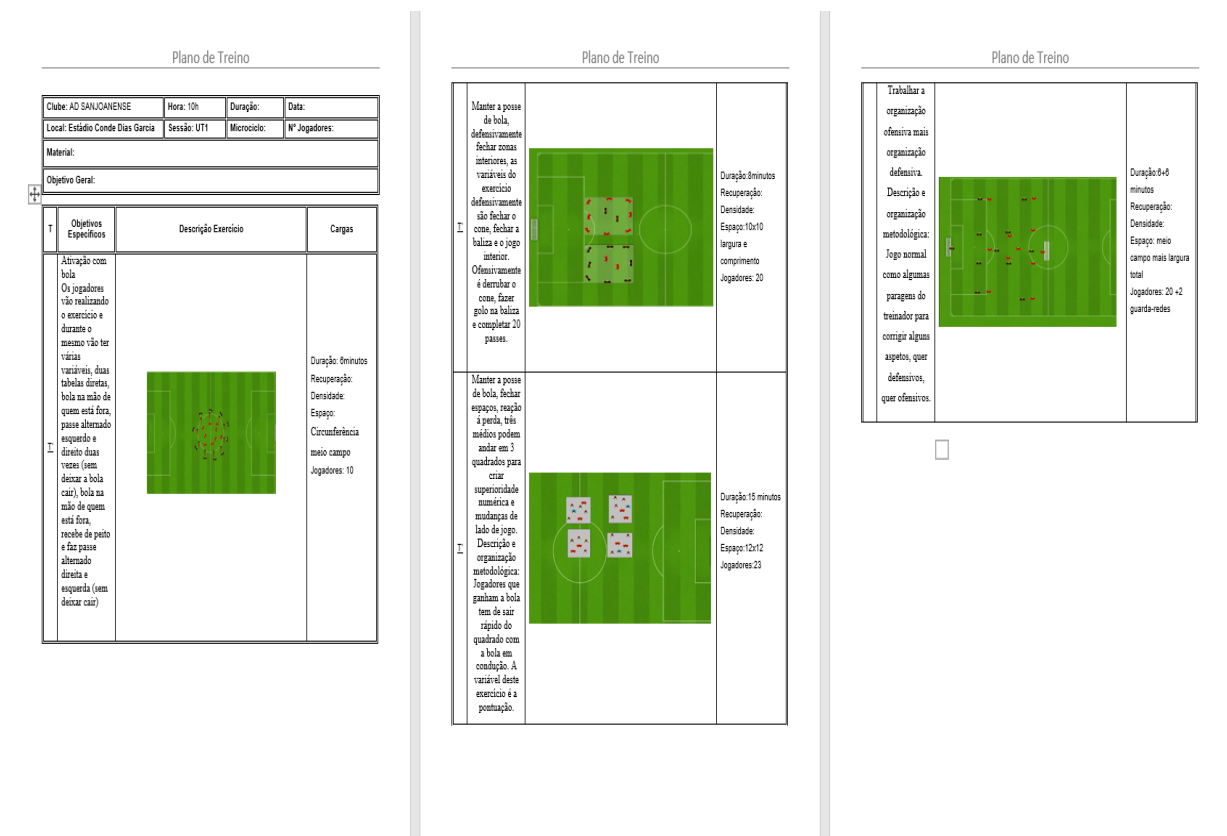 Plano de Treino
Clube: AD SANJOANENSE
Hora: 10h
Duração:
Data:
Local: Estádio Conde Dias Garcia
Sessão: UT1
Microciclo:
Nº Jogadores:
Material:
Objetivo Geral:
T
Objetivos
Específicos
Descrição Exercício
Cargas
T'
Ativação com
bola
Os jogadores
vão realizando
o exercício e
durante o
mesmo vão ter
várias
variáveis, duas
tabelas diretas,
bola na mão de
quem está fora,
passe alternado
esquerdo e
direito duas
vezes (sem
deixar a bola
cair), bola na
mão de quem
está fora,
recebe de peito
e faz passe
alternado
direita e
esquerda (sem
deixar cair)
Duração: 6minutos
Recuperação:
Densidade:
Espaço:
Circunferência
meio campo
Jogadores: 10
Plano de Treino
T'
Manter a posse
de bola,
defensivamente
fechar zonas
interiores, as
variáveis do
exercício
defensivamente
são fechar o
cone, fechar a
baliza e o jogo
interior.
Ofensivamente
é derrubar o
cone, fazer
golo na baliza
e completar 20
passes.
Duração:8minutos
Recuperação:
Densidade:
Espaço:10x10
largura e
comprimento
Jogadores: 20
T'
Manter a posse
de bola, fechar
espaços, reação
á perda, três
médios podem
andar em 3
quadrados para
criar
superioridade
numérica e
mudanças de
lado de jogo.
Descrição e
organização
metodológica:
Jogadores que
ganham a bola
tem de sair
rápido do
quadrado com
a bola em
condução. A
variável deste
exercício é a
pontuação.
Duração:15 minutos
Recuperação:
Densidade:
Espaço:12x12
Jogadores:23
Plano de Treino
Trabalhar a
organização
ofensiva mais
organização
defensiva.
Descrição e
organização
metodológica:
Jogo normal
como algumas
paragens do
treinador para
corrigir alguns
aspetos, quer
defensivos,
quer ofensivos.
Duração:6+6
minutos
Recuperação:
Densidade:
Espaço: meio
campo mais largura
total
Jogadores: 20 +2
guarda-redes